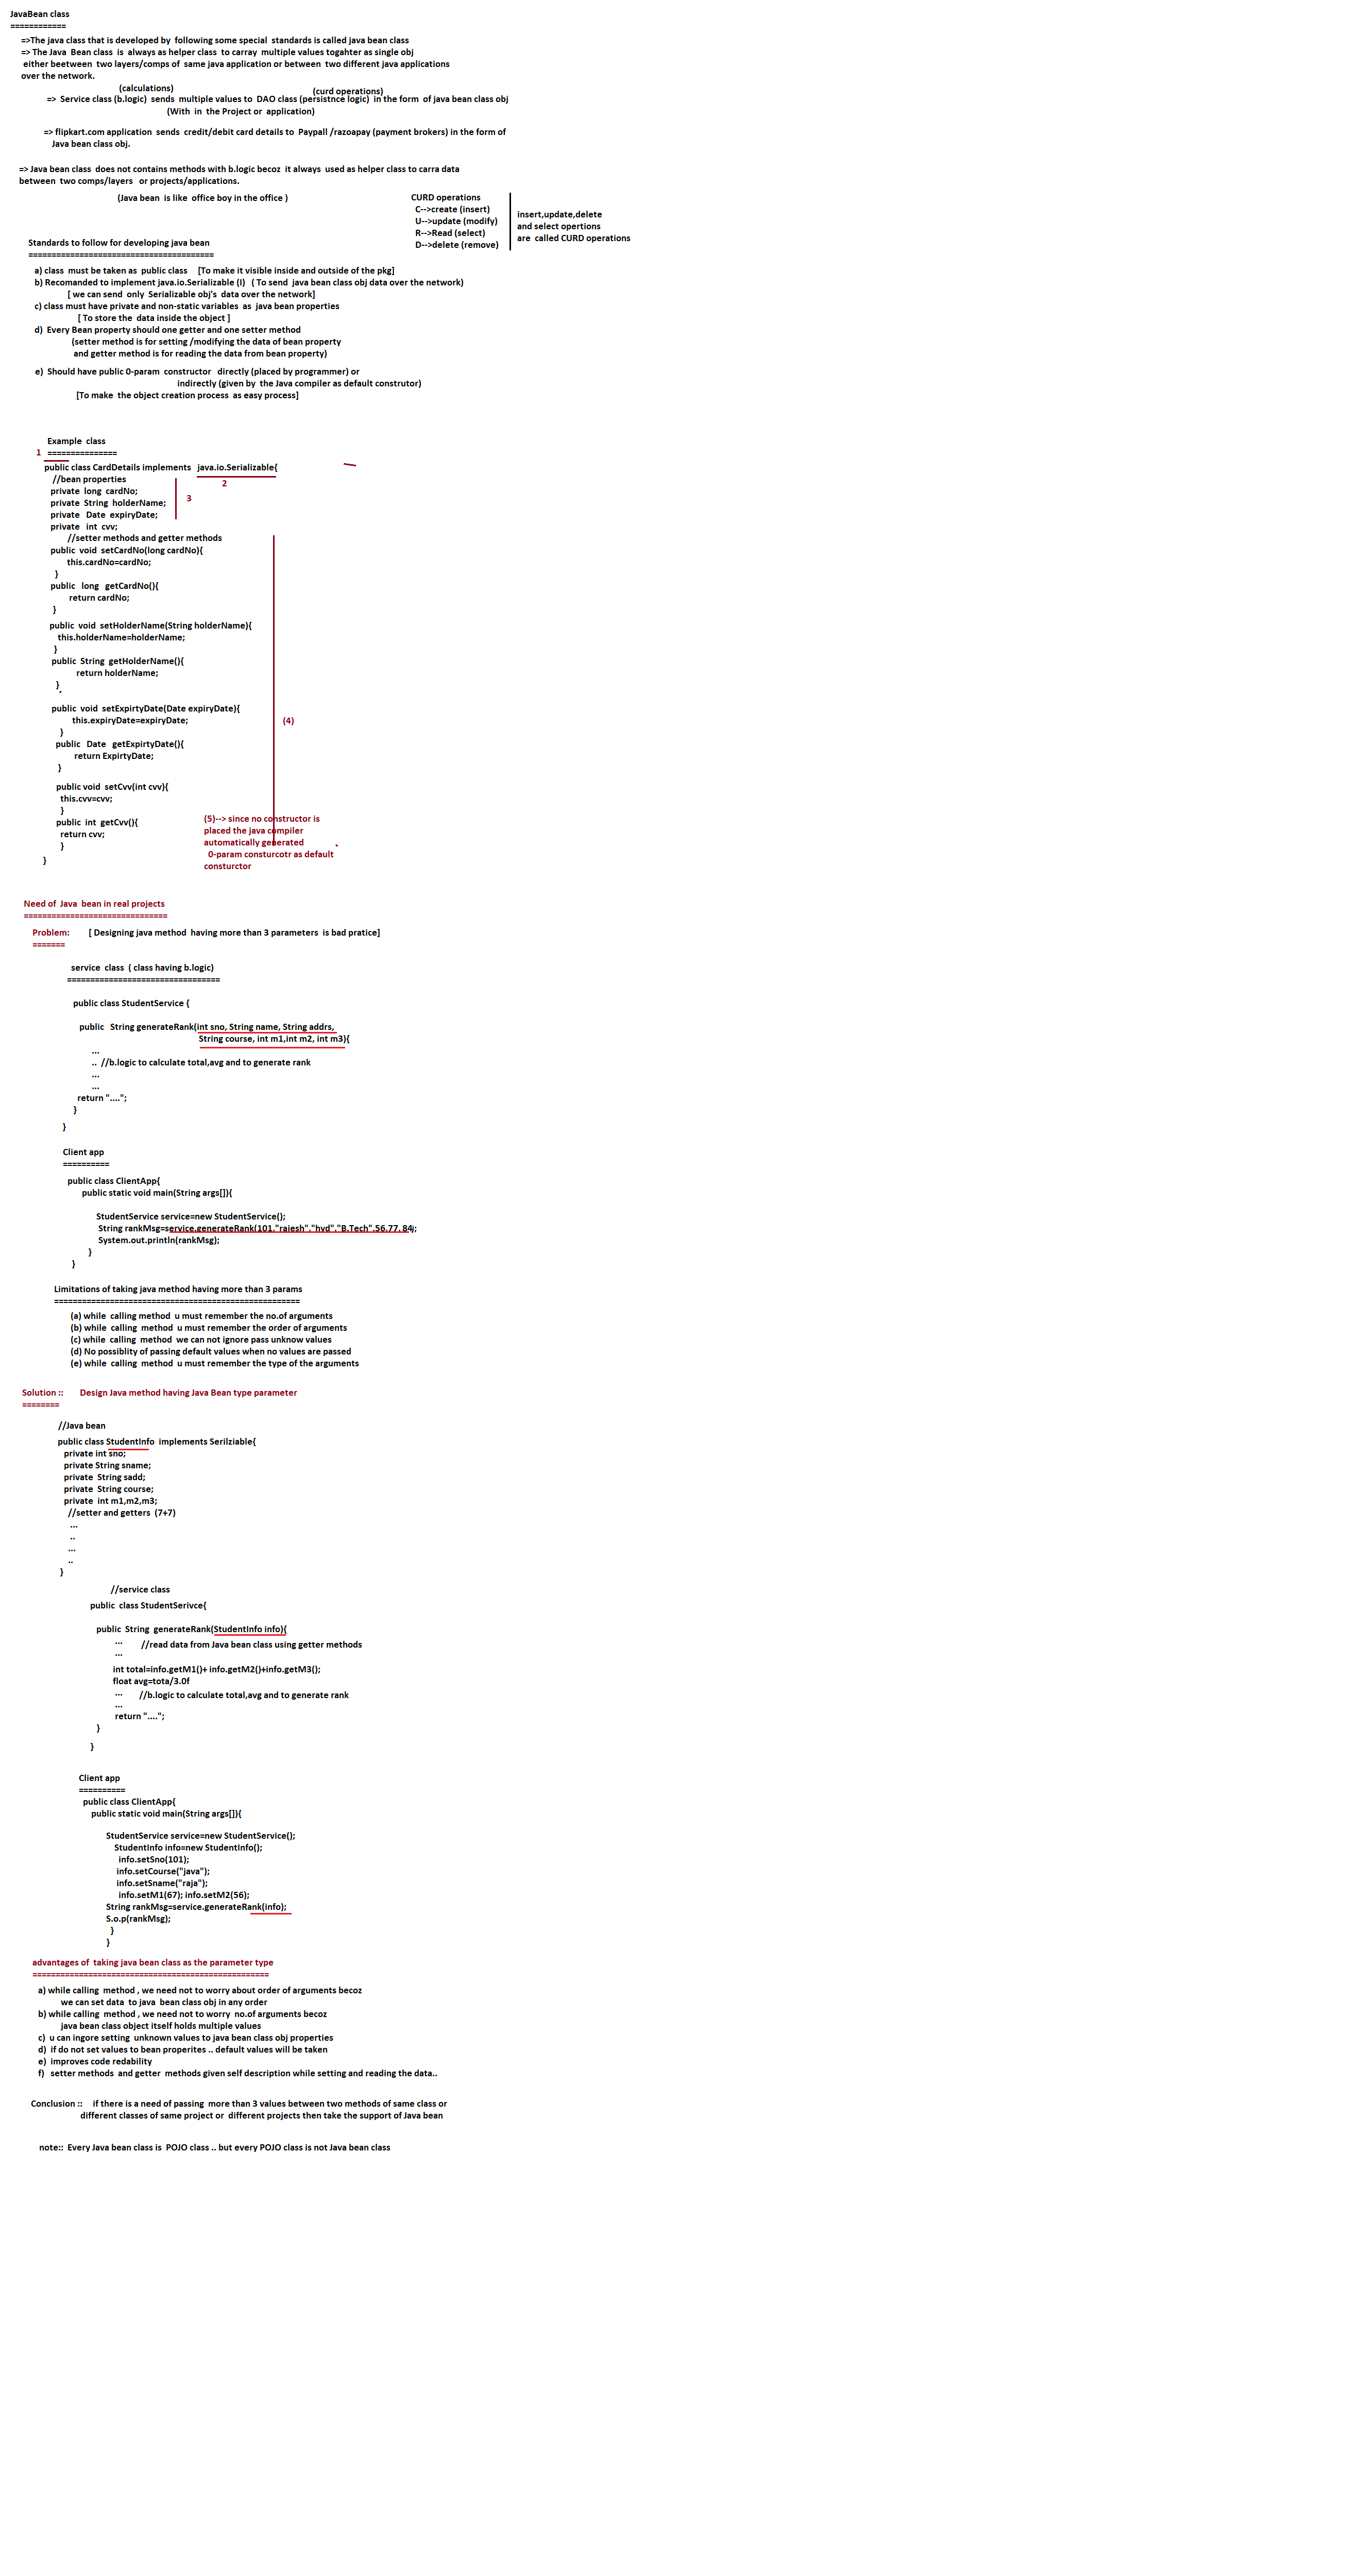 JavaBean class
============
=>The java class that is developed by following some special standards is called java bean class
=> The Java Bean class is always as helper class to carray multiple values togahter as single obj
either beetween two layers/comps of same java application or between two different java applications
over the network.
(calculations) (curd operations)
=> Service class (b.logic) sends multiple values to DAO class (persistnce logic) in the form of java bean class obj
(With in the Project or application)
=> flipkart.com application sends credit/debit card details to Paypall /razoapay (payment brokers) in the form of
Java bean class obj.
=> Java bean class does not contains methods with b.logic becoz it always used as helper class to carra data
between two comps/layers or projects/applications.
(Java bean is like office boy in the office )
CURD operations
C-->create (insert)
U-->update (modify)
R-->Read (select)
D-->delete (remove)
insert,update,delete
and select opertions
are called CURD operations
Standards to follow for developing java bean
========================================
a) class must be taken as public class [To make it visible inside and outside of the pkg]
b) Recomanded to implement java.io.Serializable (I) ( To send java bean class obj data over the network)
[ we can send only Serializable obj's data over the network]
c) class must have private and non-static variables as java bean properties
[ To store the data inside the object ]
d) Every Bean property should one getter and one setter method
(setter method is for setting /modifying the data of bean property
and getter method is for reading the data from bean property)
e) Should have public 0-param constructor directly (placed by programmer) or
indirectly (given by the Java compiler as default construtor)
[To make the object creation process as easy process]
Example class
1 ===============
public class CardDetails implements java.io.Serializable{
//bean properties
2
private long cardNo;
3
private String holderName;
private Date expiryDate;
private int cvv;
//setter methods and getter methods
public void setCardNo(long cardNo){
this.cardNo=cardNo;
}
public long getCardNo(){
return cardNo;
}
public void setHolderName(String holderName){
this.holderName=holderName;
}
public String getHolderName(){
return holderName;
}
public void setExpirtyDate(Date expiryDate){
this.expiryDate=expiryDate;
(4)
}
public Date getExpirtyDate(){
return ExpirtyDate;
}
public void setCvv(int cvv){
this.cvv=cvv;
}
public int getCvv(){
return cvv;
}
}
(5)--> since no constructor is
placed the java compiler
automatically generated
0-param consturcotr as default
consturctor
Need of Java bean in real projects
===============================
Problem: [ Designing java method having more than 3 parameters is bad pratice]
=======
service class ( class having b.logic)
=================================
public class StudentService {
public String generateRank(int sno, String name, String addrs,
String course, int m1,int m2, int m3){
...
.. //b.logic to calculate total,avg and to generate rank
...
...
return "....";
}
}
Client app
==========
public class ClientApp{
public static void main(String args[]){
StudentService service=new StudentService();
String rankMsg=service.generateRank(101,"rajesh","hyd","B.Tech",56,77, 84);
System.out.println(rankMsg);
}
}
Limitations of taking java method having more than 3 params
=====================================================
(a) while calling method u must remember the no.of arguments
(b) while calling method u must remember the order of arguments
(c) while calling method we can not ignore pass unknow values
(d) No possiblity of passing default values when no values are passed
(e) while calling method u must remember the type of the arguments
Solution :: Design Java method having Java Bean type parameter
========
//Java bean
public class StudentInfo implements Serilziable{
private int sno;
private String sname;
private String sadd;
private String course;
private int m1,m2,m3;
//setter and getters (7+7)
...
..
...
..
}
//service class
public class StudentSerivce{
public String generateRank(StudentInfo info){
... //read data from Java bean class using getter methods
...
int total=info.getM1()+ info.getM2()+info.getM3();
float avg=tota/3.0f
... //b.logic to calculate total,avg and to generate rank
...
return "....";
}
}
Client app
==========
public class ClientApp{
public static void main(String args[]){
StudentService service=new StudentService();
StudentInfo info=new StudentInfo();
info.setSno(101);
info.setCourse("java");
info.setSname("raja");
info.setM1(67); info.setM2(56);
String rankMsg=service.generateRank(info);
S.o.p(rankMsg);
}
}
advantages of taking java bean class as the parameter type
===================================================
a) while calling method , we need not to worry about order of arguments becoz
we can set data to java bean class obj in any order
b) while calling method , we need not to worry no.of arguments becoz
java bean class object itself holds multiple values
c) u can ingore setting unknown values to java bean class obj properties
d) if do not set values to bean properites .. default values will be taken
e) improves code redability
f) setter methods and getter methods given self description while setting and reading the data..
Conclusion :: if there is a need of passing more than 3 values between two methods of same class or
different classes of same project or different projects then take the support of Java bean
note:: Every Java bean class is POJO class .. but every POJO class is not Java bean class